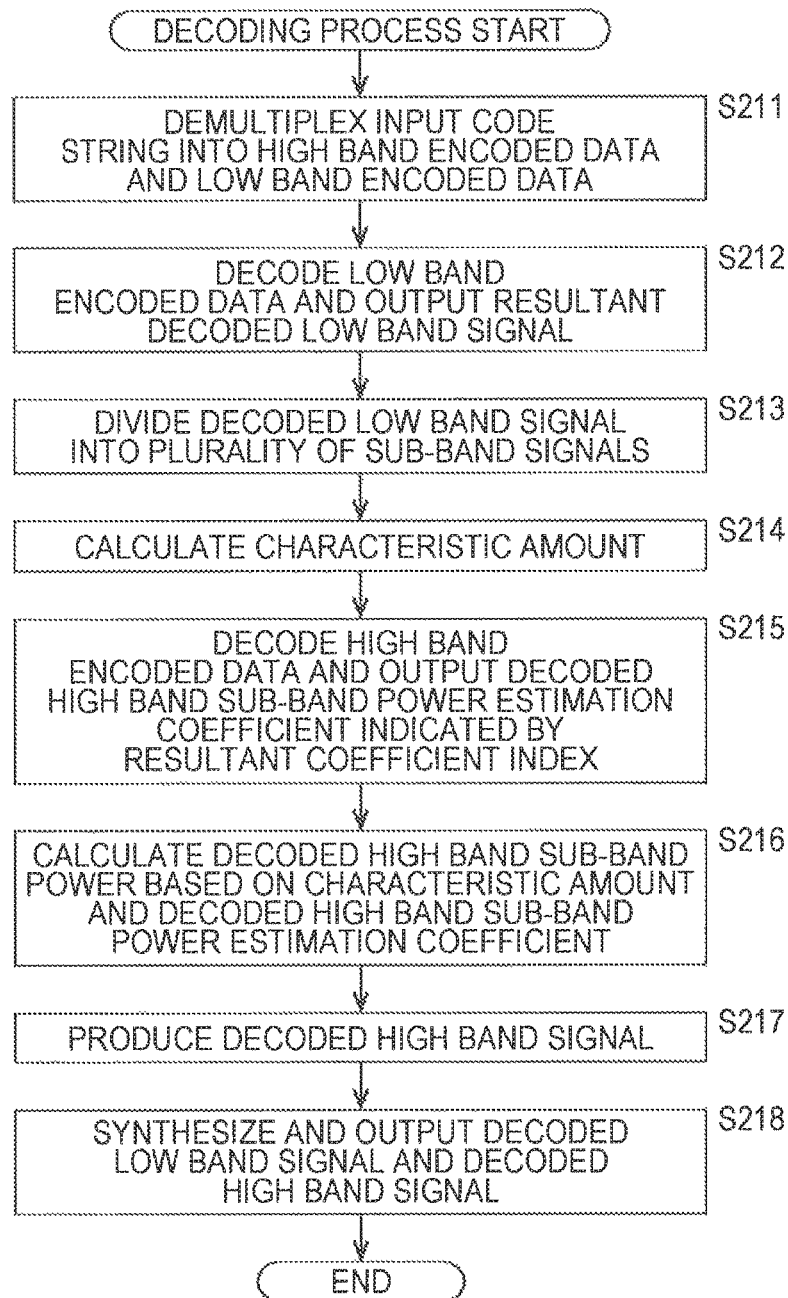 DECODING PROCESS START
S211
DEMULTIPLEX INPUT CODE
STRING INTO HIGH BAND ENCODED DATA
AND LOW BAND ENCODED DATA
S212
DECODE LOW BAND
ENCODED DATA AND OUTPUT RESULTANT
DECODED LOW BAND SIGNAL
S213
DIVIDE DECODED LOW BAND SIGNAL
INTO PLURALITY OF SUB-BAND SIGNALS
S214
CALCULATE CHARACTERISTIC AMOUNT
S215
DECODE HIGH BAND
ENCODED DATA AND OUTPUT DECODED
HIGH BAND SUB-BAND POWER ESTIMATION
COEFFICIENT INDICATED BY
RESULTANT COEFFICIENT INDEX
S216
CALCULATE DECODED HIGH BAND SUB-BAND
POWER BASED ON CHARACTERISTIC AMOUNT
AND DECODED HIGH BAND SUB-BAND
POWER ESTIMATION COEFFICIENT
S217
PRODUCE DECODED HIGH BAND SIGNAL
S218
SYNTHESIZE AND OUTPUT DECODED
LOW BAND SIGNAL AND DECODED
HIGH BAND SIGNAL
END